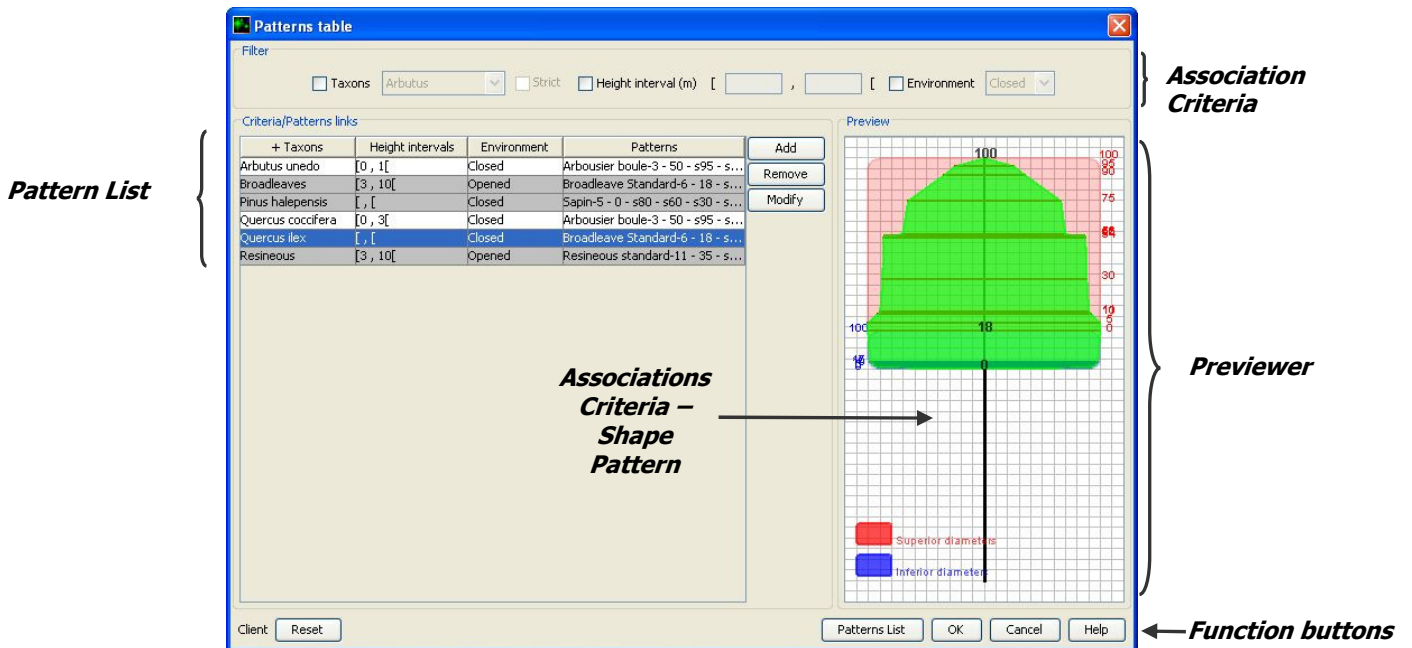 Patterns table
Filter
Taxons Arbutus Strict Height interval (m) [ , [ Environment Closed
Association
Criteria
Criteria/Patterns links
Preview
+ Taxons Height intervals Environment Patterns
Arbutus unedo [0 , 1[ Closed Arbousier boule-3 - 50 - s95 - s...
Broadleaves [3 , 10[ Opened Broadleave Standard-6 - 18 - s...
Pinus halepensis [ , [ Closed Sapin-5 - 0 - s80 - s60 - s30 - s...
Quercus coccifera [0 , 3[ Closed Arbousier boule-3 - 50 - s95 - s...
Quercus ilex [ , [ Closed Broadleave Standard-6 - 18 - s...
Resineous [3 , 10[ Opened Resineous standard-11 - 35 - s...
Add
Remove
Modify
Pattern List
100
100
90
75
30
10
5
0
100
18
0
Associations
Criteria –
Shape
Pattern
Previewer
Superior diameters
Inferior diameters
Client Reset
Patterns List OK Cancel Help
Function buttons